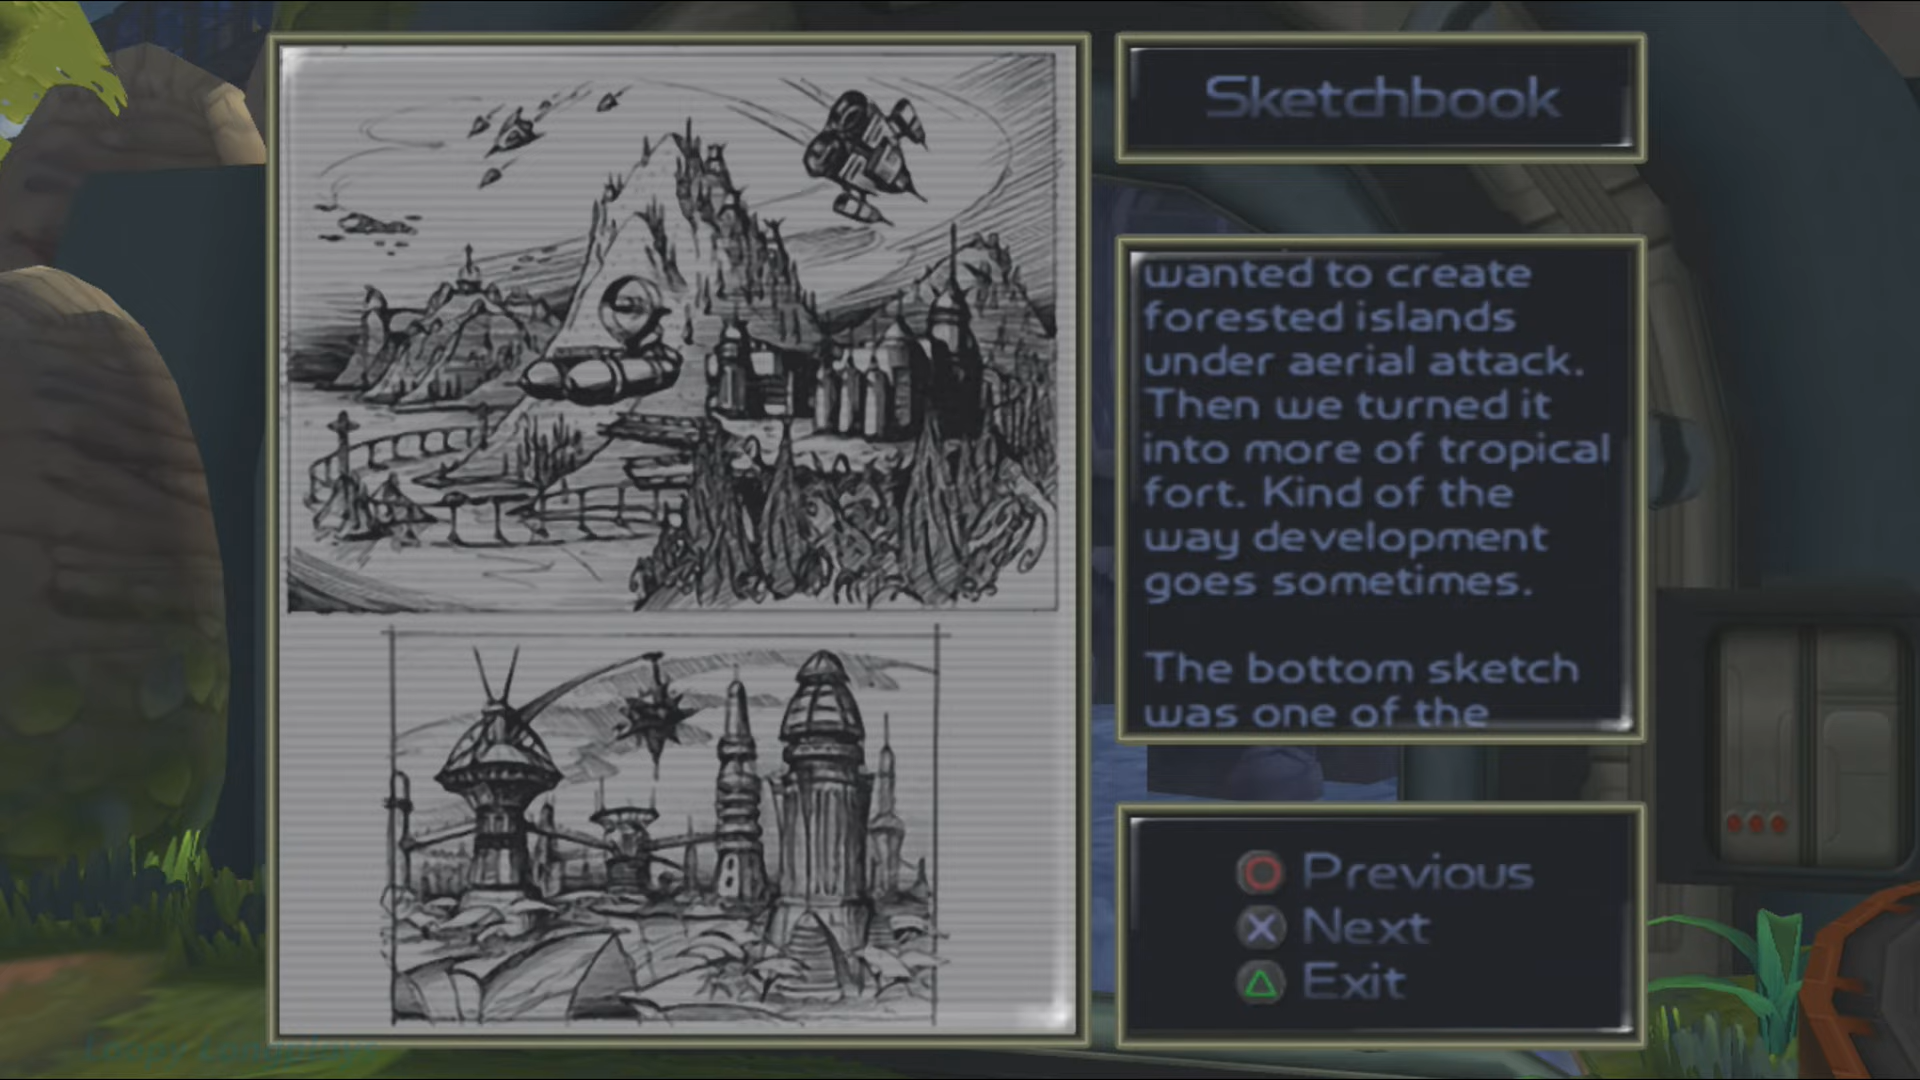 Sketchbook
wanted to create
forested islands
under aerial attack.
Then we turned it
into more of tropical
fort. Kind of the
way development
goes sometimes.
The bottom sketch
was one of the
Previous
Next
Exit